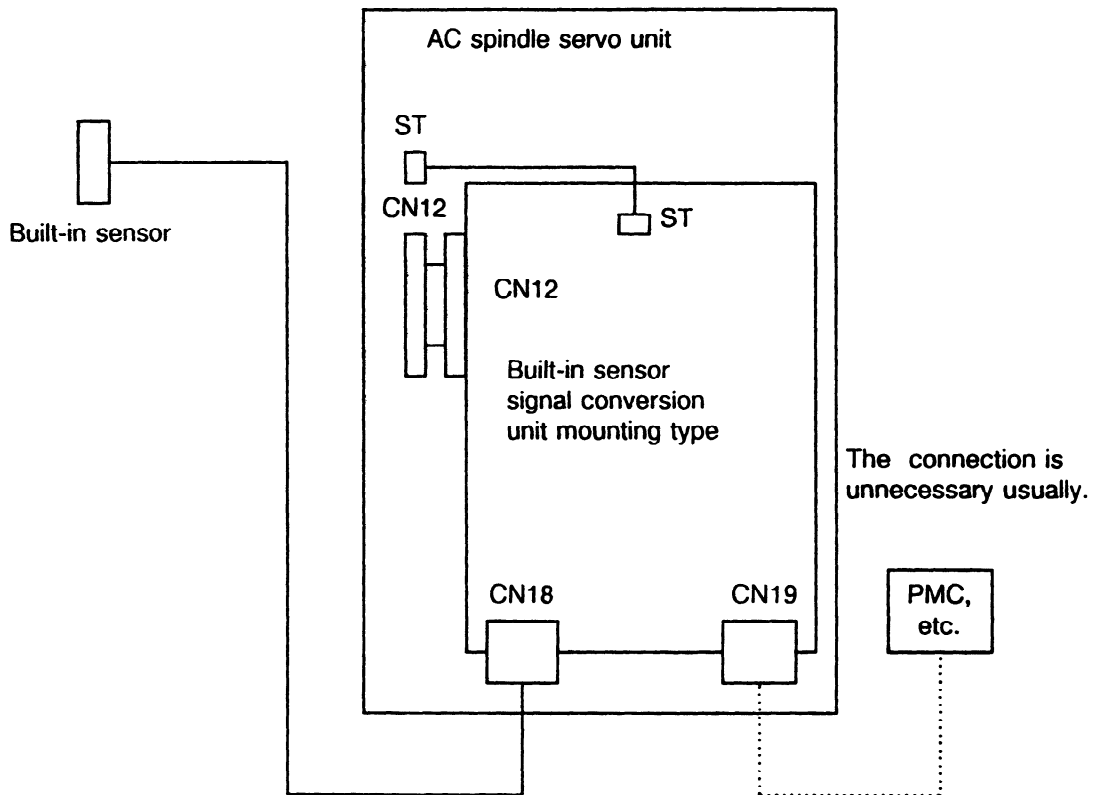 AC spindle servo unit
ST
Built-in sensor
CN12
ST
CN12
Built-in sensor
signal conversion
unit mounting type
The connection is
unnecessary usually.
CN18
CN19
PMC,
etc.